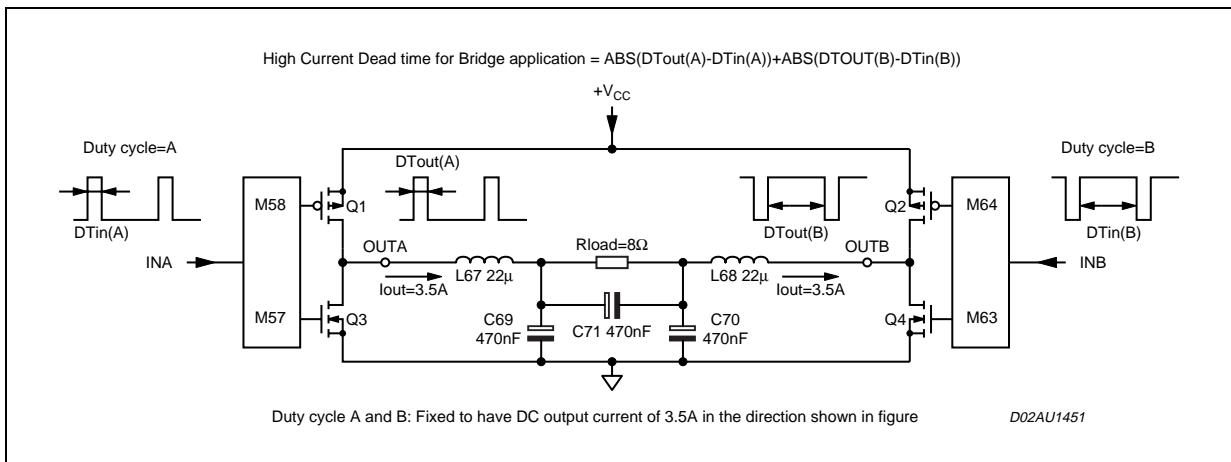 High Current Dead time for Bridge application = ABS(DTout(A)-DTin(A))+ABS(DTOUT(B)-DTin(B))
+VCC
Duty cycle=A
DTout(A)
Duty cycle=B
M58
Q1
Q2
M64
DTin(A)
DTout(B)
DTin(B)
INA
OUTA
Rload=8Ω
OUTB
INB
L67 22μ
L68 22μ
Iout=3.5A
Iout=3.5A
M57
Q3
C69
470nF
C71 470nF
C70
470nF
Q4
M63
Duty cycle A and B: Fixed to have DC output current of 3.5A in the direction shown in figure
D02AU1451